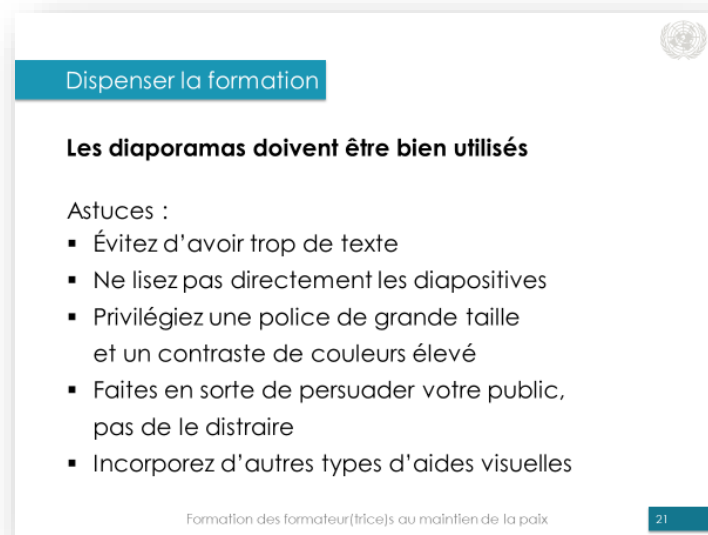 Dispenser la formation
Les diaporamas doivent être bien utilisés
Astuces :
▪ Évitez d'avoir trop de texte
▪ Ne lisez pas directement les diapositives
▪ Privilégiez une police de grande taille
et un contraste de couleurs élevé
▪ Faites en sorte de persuader votre public,
pas de le distraire
▪ Incorporez d'autres types d'aides visuelles
Formation des formateur(trice)s au maintien de la paix
21